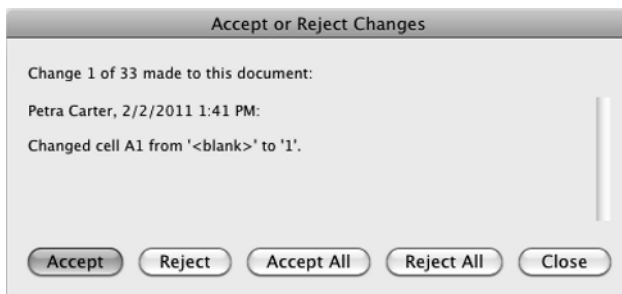 Accept or Reject Changes
Change 1 of 33 made to this document:
Petra Carter, 2/2/2011 1:41 PM:
Changed cell A1 from '<blank>' to '1'.
Accept Reject Accept All Reject All Close